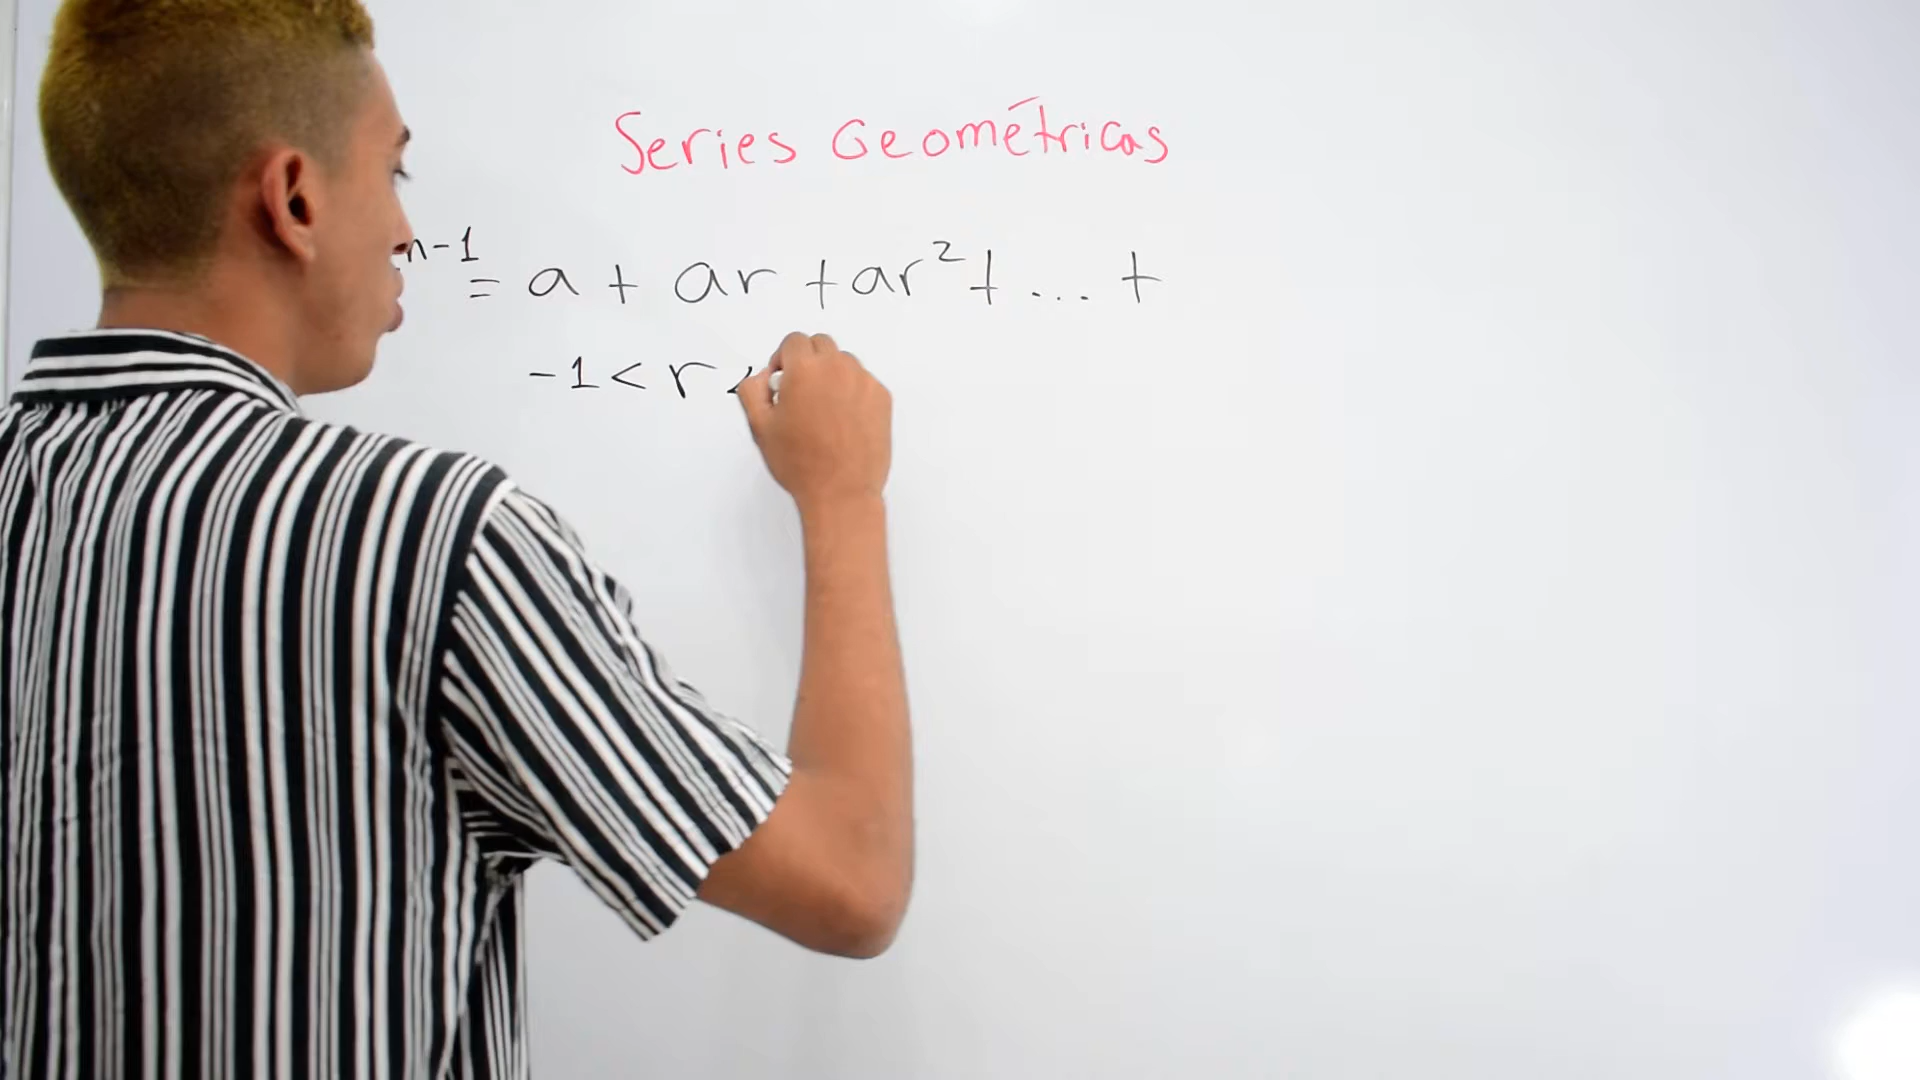 Series Geométricas
n-1 = a + ar + ar² + ... +
-1 < r <